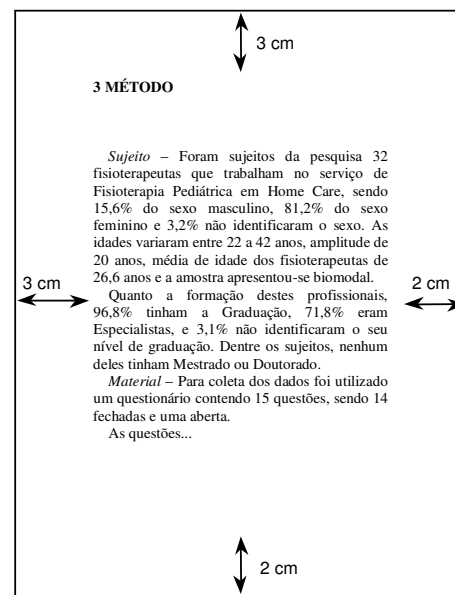 3 cm
3 MÉTODO
Sujeito – Foram sujeitos da pesquisa 32
fisioterapeutas que trabalham no serviço de
Fisioterapia Pediátrica em Home Care, sendo
15,6% do sexo masculino, 81,2% do sexo
feminino e 3,2% não identificaram o sexo. As
idades variaram entre 22 a 42 anos, amplitude de
20 anos, média de idade dos fisioterapeutas de
26,6 anos e a amostra apresentou-se biomodal.
Quanto a formação destes profissionais,
96,8% tinham a Graduação, 71,8% eram
Especialistas, e 3,1% não identificaram o seu
nível de graduação. Dentre os sujeitos, nenhum
deles tinham Mestrado ou Doutorado.
Material – Para coleta dos dados foi utilizado
um questionário contendo 15 questões, sendo 14
fechadas e uma aberta.
As questões...
3 cm
2 cm
2 cm